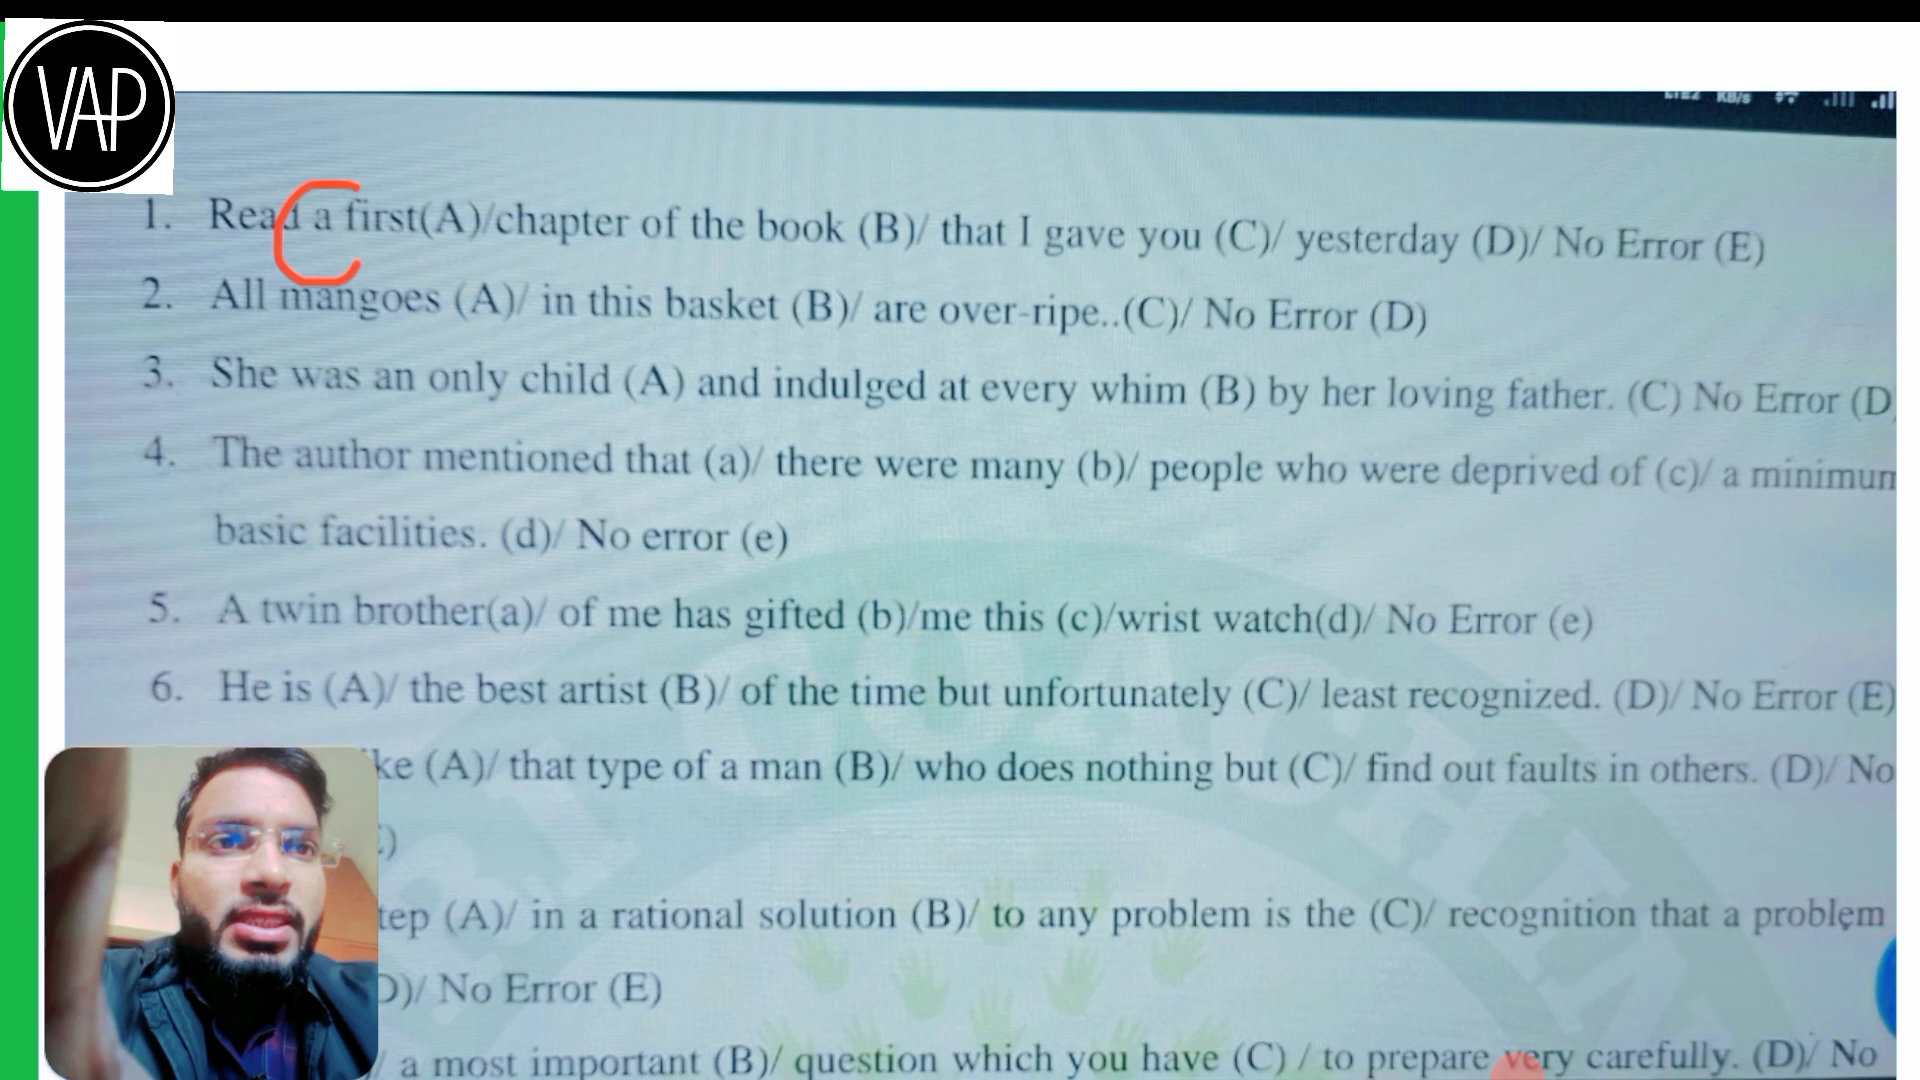 VAP
LTE2 KB/s
1. Read a first(A)/chapter of the book (B)/ that I gave you (C)/ yesterday (D)/ No Error (E)
2. All mangoes (A)/ in this basket (B)/ are over-ripe..(C)/ No Error (D)
3. She was an only child (A) and indulged at every whim (B) by her loving father. (C) No Error (D
4. The author mentioned that (a)/ there were many (b)/ people who were deprived of (c)/ a minimum
basic facilities. (d)/ No error (e)
5. A twin brother(a)/ of me has gifted (b)/me this (c)/wrist watch(d)/ No Error (e)
6. He is (A)/ the best artist (B)/ of the time but unfortunately (C)/ least recognized. (D)/ No Error (E)
ke (A)/ that type of a man (B)/ who does nothing but (C)/ find out faults in others. (D)/ No
)
tep (A)/ in a rational solution (B)/ to any problem is the (C)/ recognition that a problem
D)/ No Error (E)
/ a most important (B)/ question which you have (C) / to prepare very carefully. (D)/ No